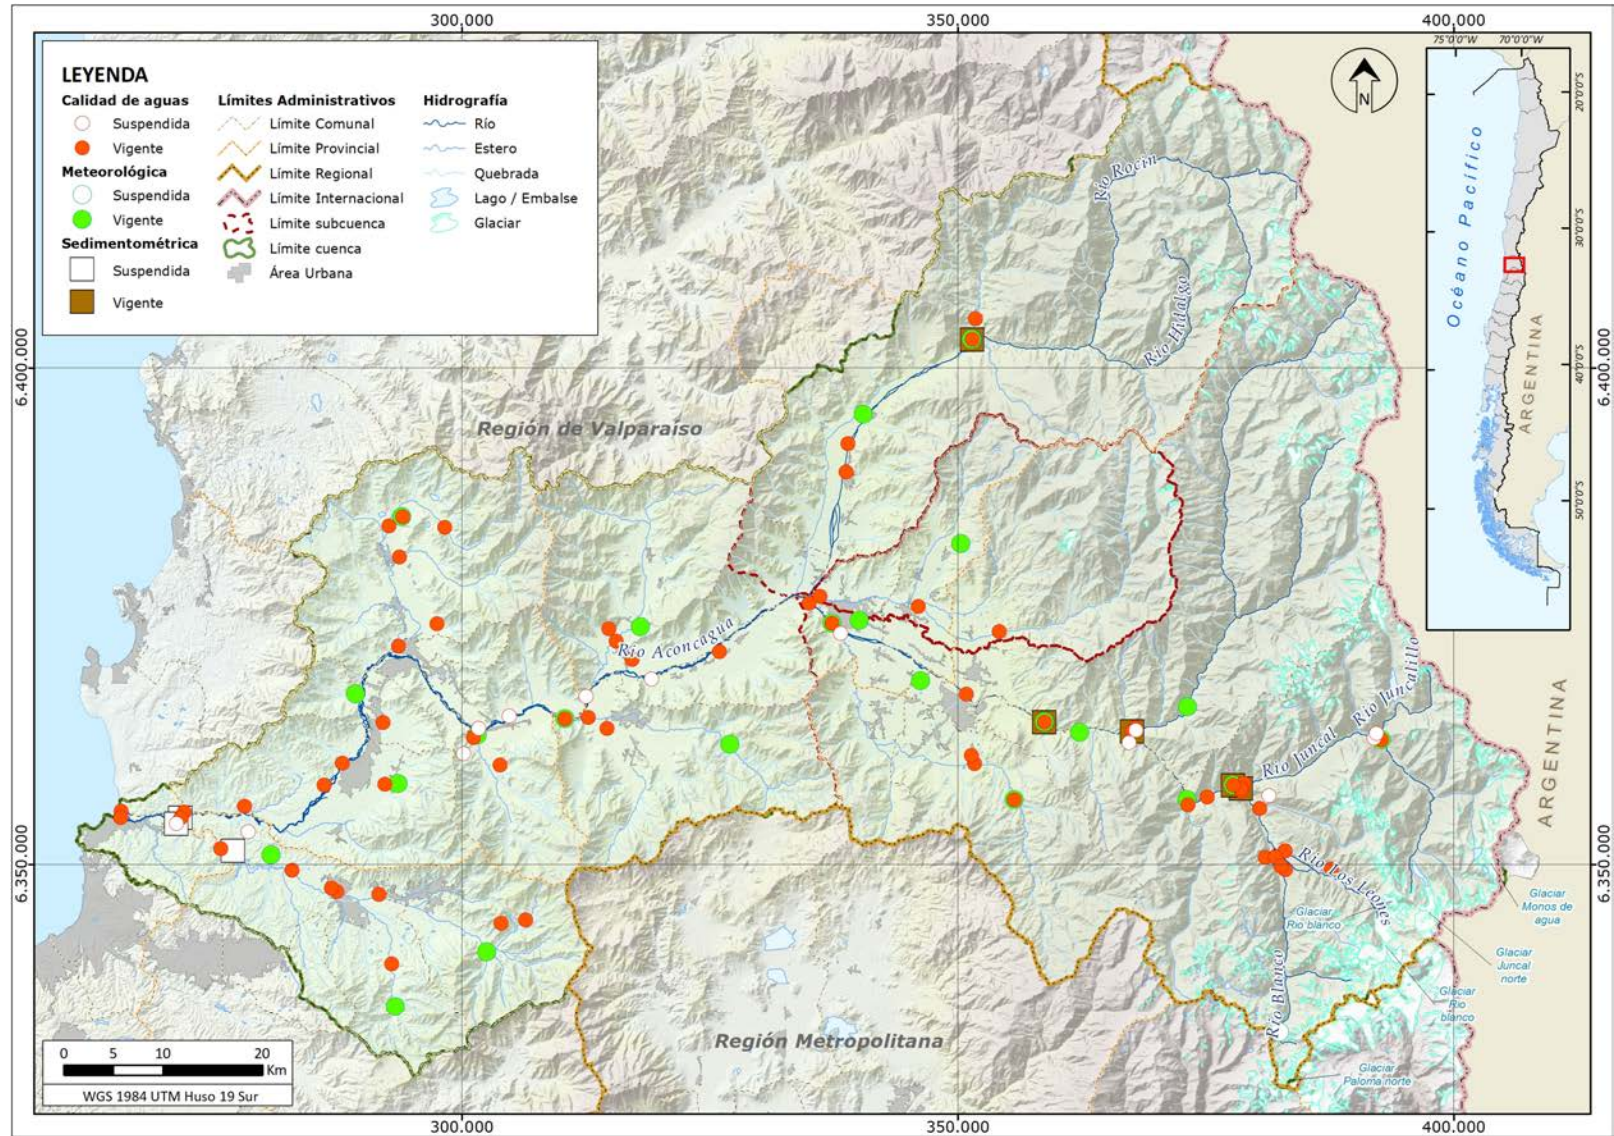 300.000
350.000
400.000
LEYENDA
Calidad de aguas
Suspendida
Vigente
Meteorológica
Suspendida
Vigente
Sedimentométrica
Suspendida
Vigente
Límites Administrativos
Límite Comunal
Límite Provincial
Límite Regional
Límite Internacional
Límite subcuenca
Límite cuenca
Área Urbana
Hidrografía
Río
Estero
Quebrada
Lago / Embalse
Glaciar
N
75°0'0"W
70°0'0"W
20°0'0"S
30°0'0"S
40°0'0"S
50°0'0"S
Océano Pacífico
ARGENTINA
6.400.000
6.400.000
Río Rocin
Río Hidalgo
Región de Valparaíso
Río Aconcagua
Río Juncalillo
Río Juncal
ARGENTINA
6.350.000
6.350.000
Río Los Leones
Glaciar
Monos de
agua
Glaciar
Rio blanco
Glaciar
Juncal
norte
Río Blanco
Glaciar
Rio
blanco
Región Metropolitana
Glaciar
Paloma norte
0 5 10 20
Km
WGS 1984 UTM Huso 19 Sur
300.000
350.000
400.000